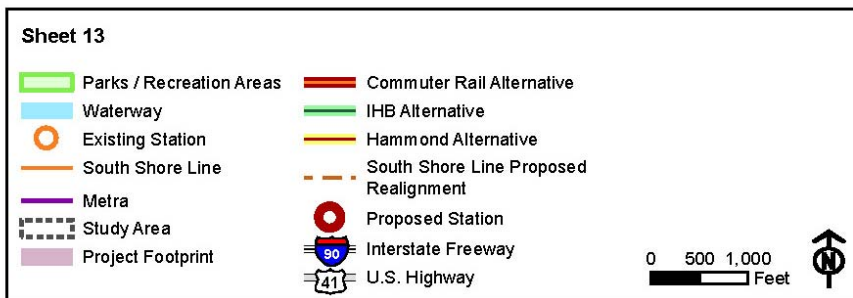 Sheet 13
Parks / Recreation Areas
Waterway
Existing Station
South Shore Line
Metra
Study Area
Project Footprint
Commuter Rail Alternative
IHB Alternative
Hammond Alternative
South Shore Line Proposed
Realignment
Proposed Station
90 Interstate Freeway
41 U.S. Highway
0 500 1,000
Feet
N